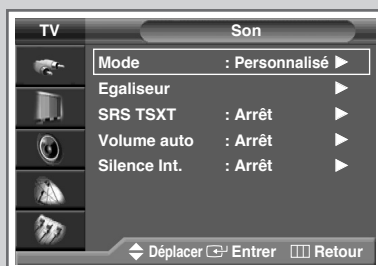 TV Son
Mode : Personnalisé ►
Egaliseur ►
SRS TSXT : Arrêt ►
Volume auto : Arrêt ►
Silence Int. : Arrêt ►
Déplacer Entrer Retour